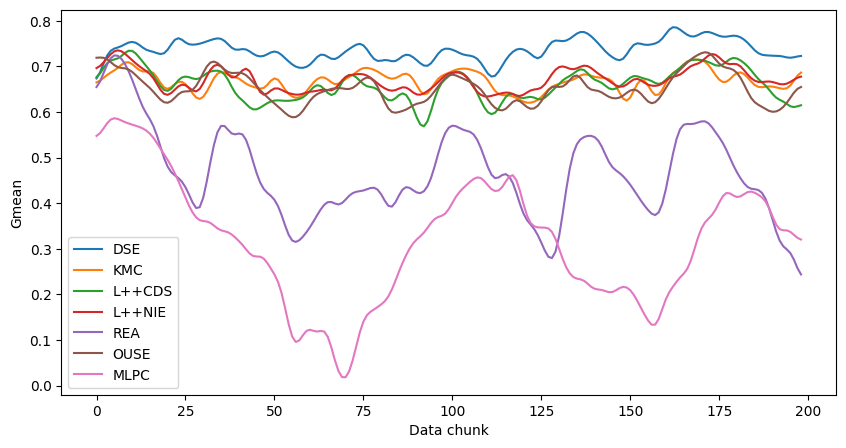 0.8
0.7
0.6
0.5
0.4
0.3
0.2
0.1
0.0
Gmean
DSE
KMC
L++CDS
L++NIE
REA
OUSE
MLPC
0 25 50 75 100 125 150 175 200
Data chunk